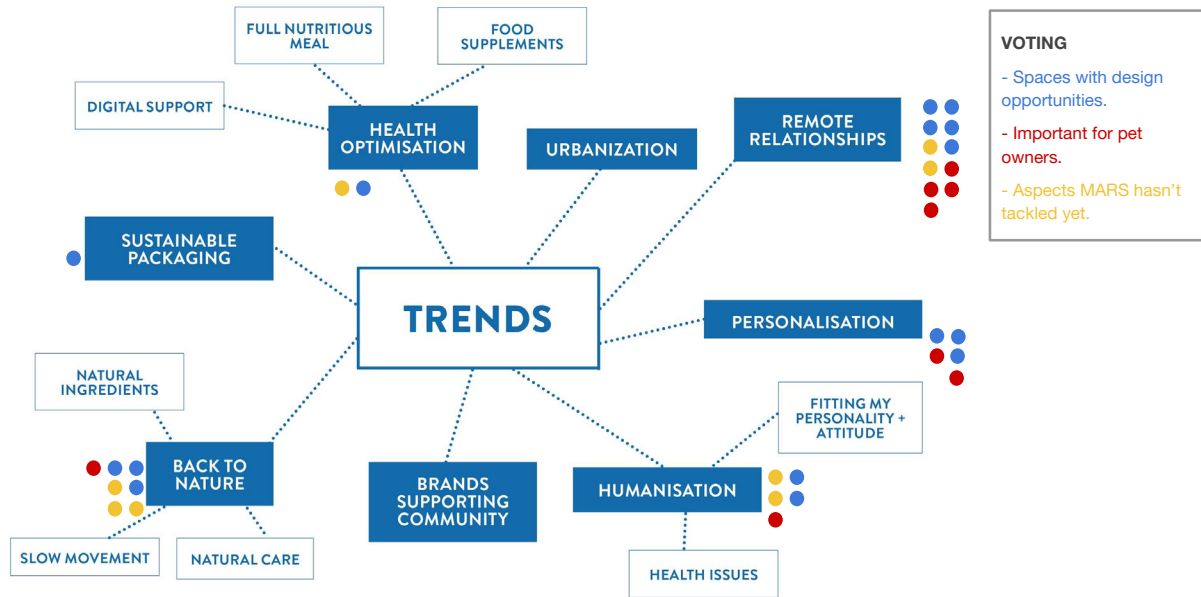 FULL NUTRITIOUS
MEAL
FOOD
SUPPLEMENTS
DIGITAL SUPPORT
HEALTH
OPTIMISATION
URBANIZATION
REMOTE
RELATIONSHIPS
VOTING
- Spaces with design
opportunities.
- Important for pet
owners.
- Aspects MARS hasn't
tackled yet.
SUSTAINABLE
PACKAGING
TRENDS
PERSONALISATION
NATURAL
INGREDIENTS
FITTING MY
PERSONALITY +
ATTITUDE
BACK TO
NATURE
BRANDS
SUPPORTING
COMMUNITY
HUMANISATION
SLOW MOVEMENT
NATURAL CARE
HEALTH ISSUES